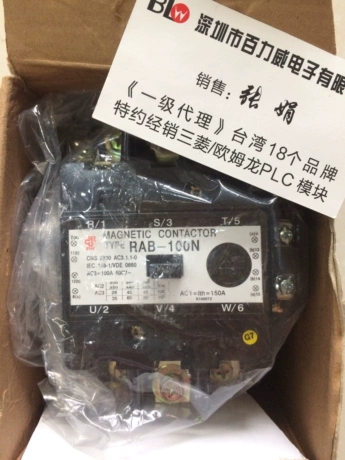 BLW 深圳市百力威电子有限
销售：张娟
《一级代理》台湾18个品牌
特约经销三菱/欧姆龙PLC模块
R/1 S/3 T/5
MAGNETIC CONTACTOR
TYPE RAB-100N
AC1=Ith=150A
U/2 V/4 W/6
Q7